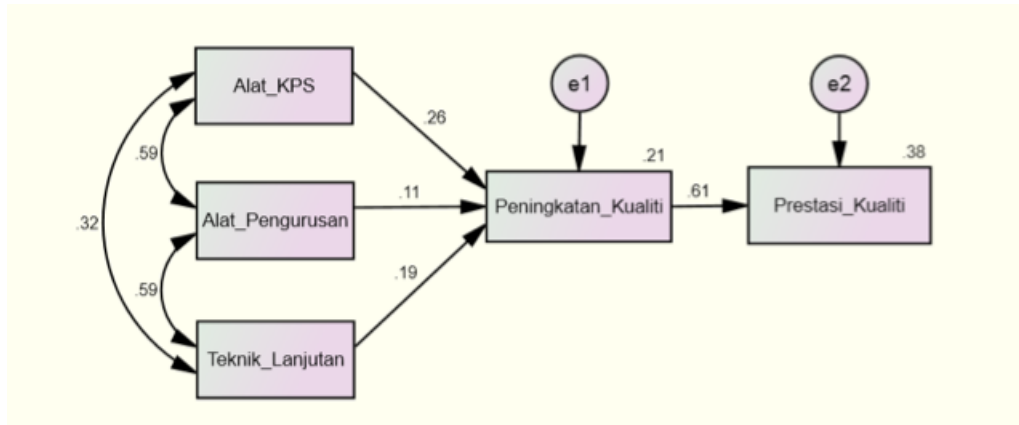 Alat_KPS
e1
e2
.26
.59
.21
.38
Alat_Pengurusan
.11
Peningkatan_Kualiti
.61
Prestasi_Kualiti
.32
.59
.19
Teknik_Lanjutan